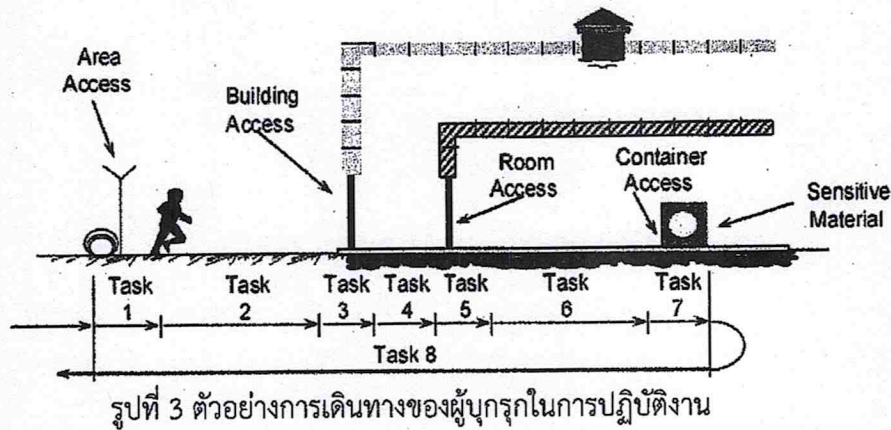 Area
Access
Building
Access
Room
Access
Container
Access
Sensitive
Material
Task
1
Task
2
Task
3
Task
4
Task
5
Task
6
Task
7
Task 8
รูปที่ 3 ตัวอย่างการเดินทางของผู้บุกรุกในการปฏิบัติงาน